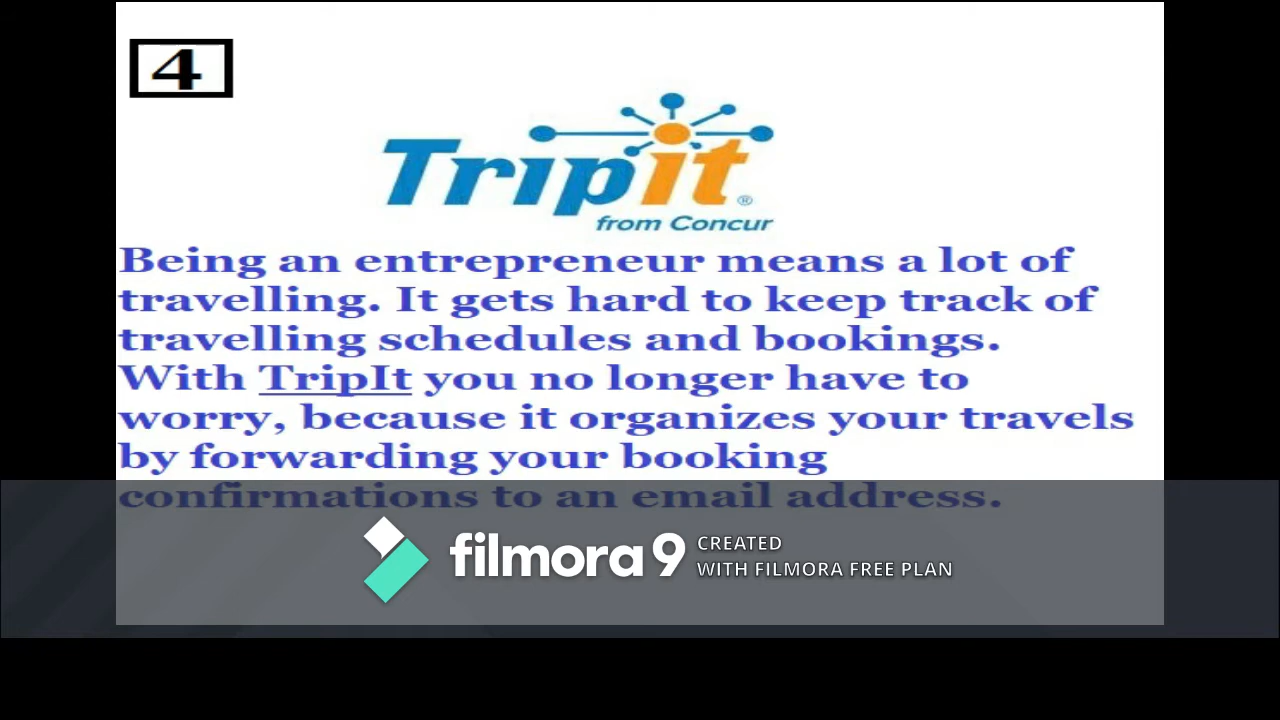 4
TripIt®
from Concur
Being an entrepreneur means a lot of
travelling. It gets hard to keep track of
travelling schedules and bookings.
With TripIt you no longer have to
worry, because it organizes your travels
by forwarding your booking
confirmations to an email address.
filmora 9 CREATED
WITH FILMORA FREE PLAN